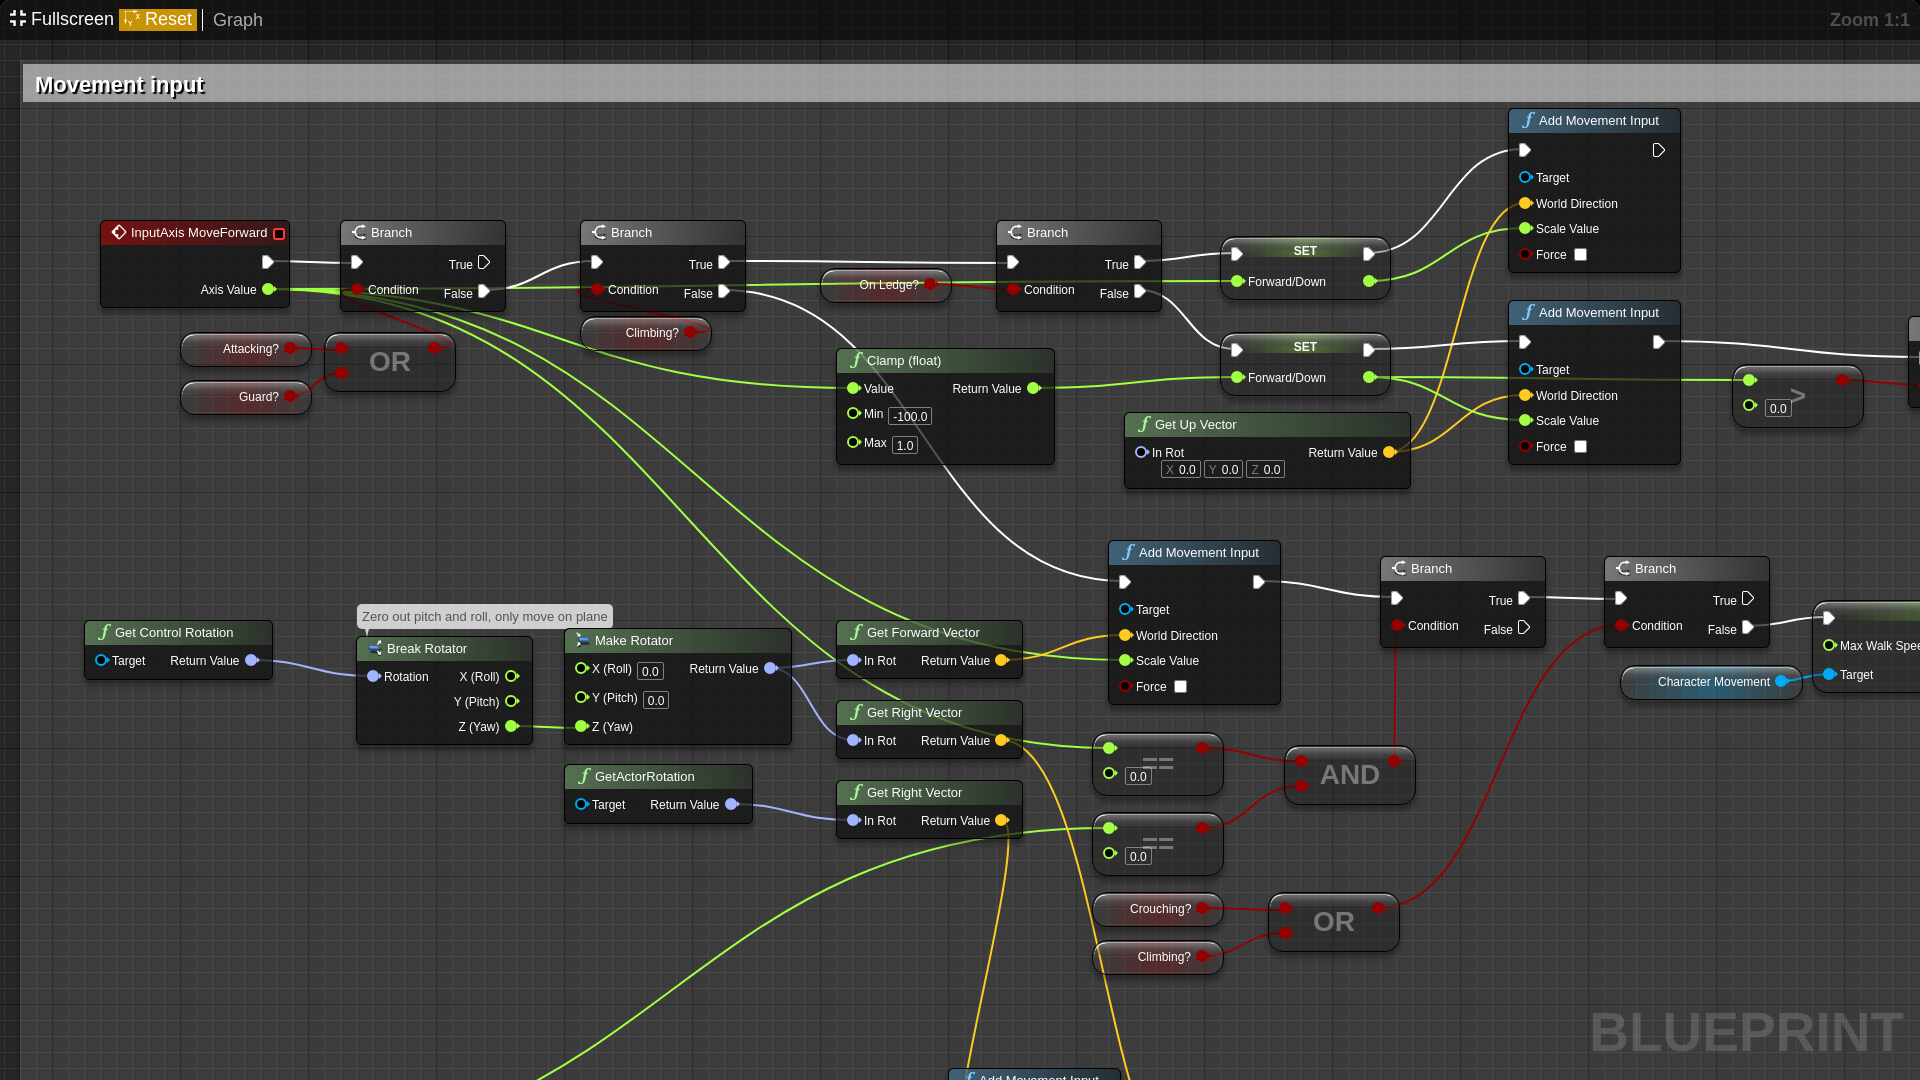 Fullscreen Reset Graph Zoom 1:1
Movement input
Add Movement Input
Target
World Direction
Scale Value
Force
InputAxis MoveForward
Axis Value
Branch
True
Condition
False
Branch
True
Condition
False
On Ledge?
Branch
True
Condition
False
SET
Forward/Down
Attacking?
Guard?
OR
Climbing?
Clamp (float)
Value Return Value
Min -100.0
Max 1.0
SET
Forward/Down
Add Movement Input
Target
World Direction
Scale Value
Force
0.0 >
Get Up Vector
In Rot Return Value
X 0.0 Y 0.0 Z 0.0
Add Movement Input
Target
World Direction
Scale Value
Force
Branch
True
Condition
False
Branch
True
Condition
False
Max Walk Spee
Target
Character Movement
Get Control Rotation
Target Return Value
Zero out pitch and roll, only move on plane
Break Rotator
Rotation X (Roll)
Y (Pitch)
Z (Yaw)
Make Rotator
X (Roll) 0.0 Return Value
Y (Pitch) 0.0
Z (Yaw)
Get Forward Vector
In Rot Return Value
Get Right Vector
In Rot Return Value
GetActorRotation
Target Return Value
Get Right Vector
In Rot Return Value
0.0 ==
AND
0.0 ==
Crouching?
Climbing?
OR
BLUEPRINT
Add Movement Input